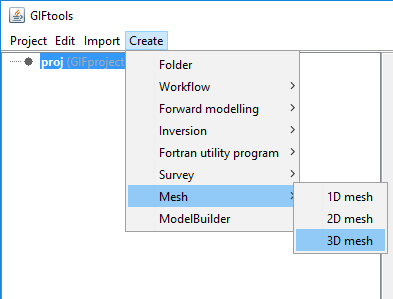 GIFtools
Project Edit Import Create
proj (GIFproject
Folder
Workflow
Forward modelling
Inversion
Fortran utility program
Survey
Mesh
ModelBuilder
1D mesh
2D mesh
3D mesh